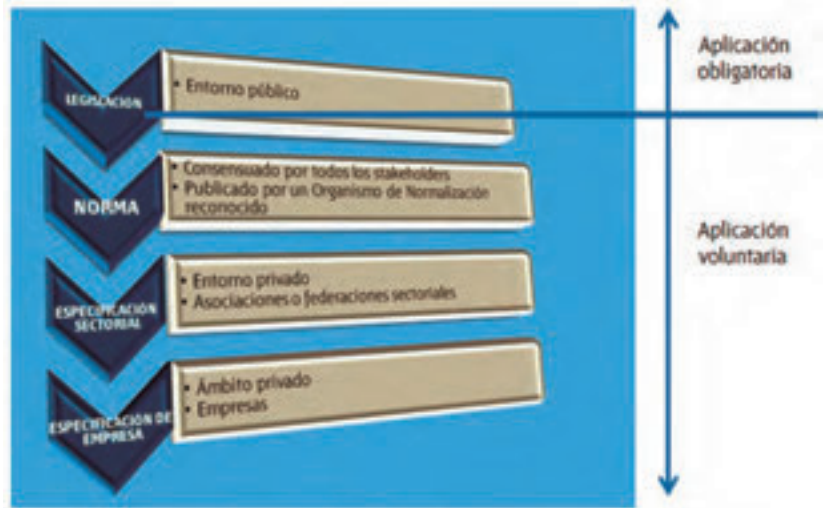 LEGISLACIÓN
• Entorno público
NORMA
• Consensuado por todos los stakeholders
• Publicado por un Organismo de Normalización
reconocido
ESPECIFICACIÓN
SECTORIAL
• Entorno privado
• Asociaciones o federaciones sectoriales
ESPECIFICACIÓN DE
EMPRESA
• Ámbito privado
• Empresas
Aplicación
obligatoria
Aplicación
voluntaria